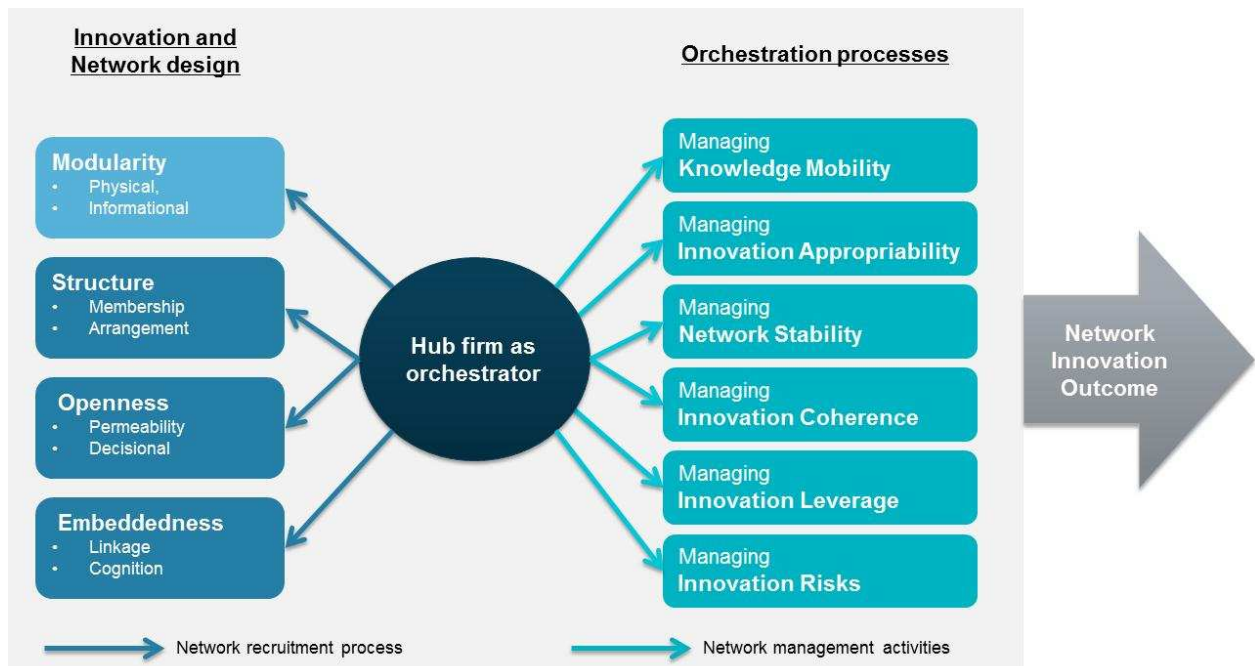 Innovation and
Network design
Modularity
• Physical,
• Informational
Structure
• Membership
• Arrangement
Openness
• Permeability
• Decisional
Embeddedness
• Linkage
• Cognition
Hub firm as
orchestrator
Orchestration processes
Managing
Knowledge Mobility
Managing
Innovation Appropriability
Managing
Network Stability
Managing
Innovation Coherence
Managing
Innovation Leverage
Managing
Innovation Risks
Network
Innovation
Outcome
Network recruitment process
Network management activities